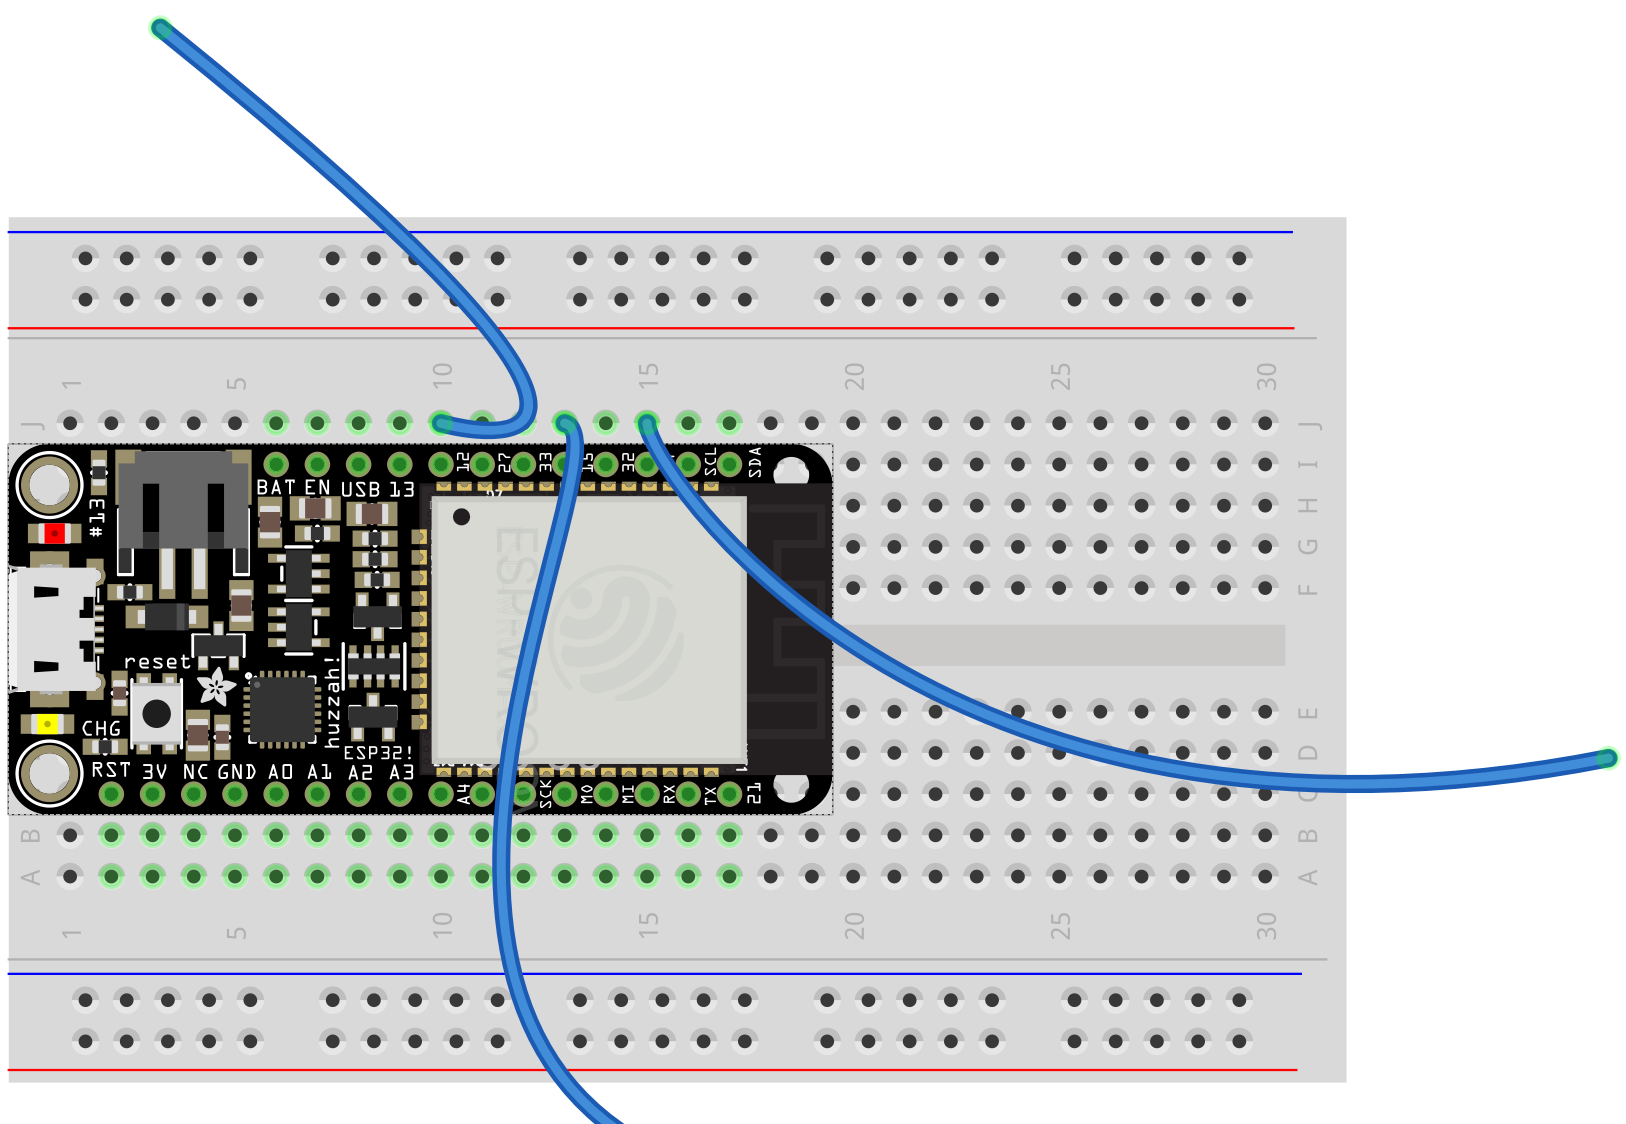 1 5 10 15 20 25 30
J J
12 27 33 15 32 SCL SDA
I
BAT EN USB 13
#13
H
G
F
reset
huzzah!
CHG
ESP32!
E
D
RST 3V NC GND A0 A1 A2 A3
A4 SCK MO MI RX TX 21
C
B B
A A
1 5 10 15 20 25 30